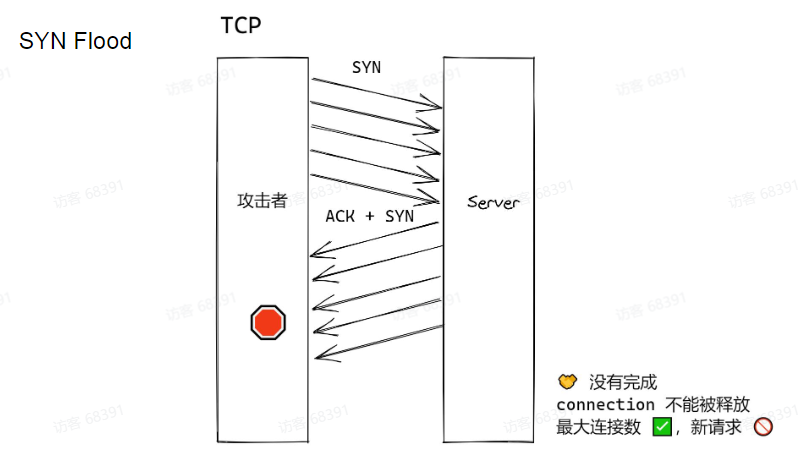 SYN Flood
TCP
SYN
攻击者
Server
ACK + SYN
🤝 没有完成
connection 不能被释放
最大连接数 ✅，新请求 🚫
访客 68391